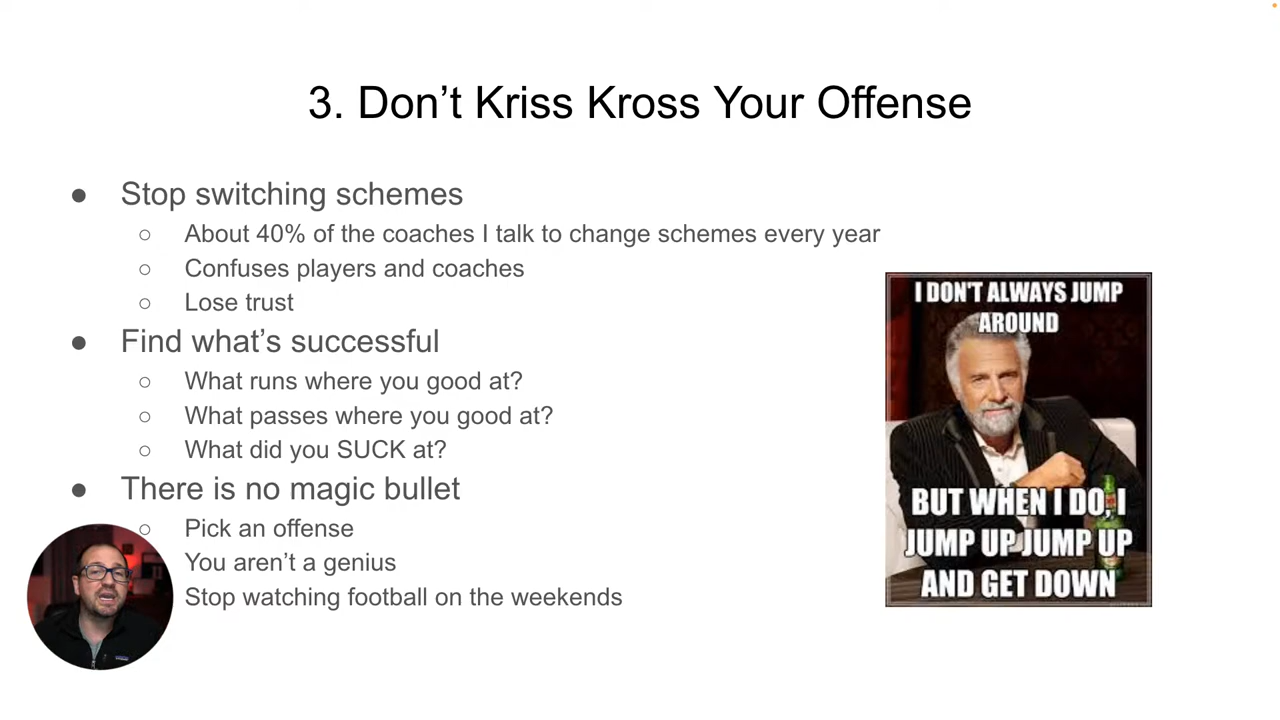 3. Don’t Kriss Kross Your Offense
● Stop switching schemes
○ About 40% of the coaches I talk to change schemes every year
○ Confuses players and coaches
○ Lose trust
● Find what’s successful
○ What runs where you good at?
○ What passes where you good at?
○ What did you SUCK at?
● There is no magic bullet
○ Pick an offense
You aren’t a genius
Stop watching football on the weekends
I DON'T ALWAYS JUMP
AROUND
BUT WHEN I DO, I
JUMP UP JUMP UP
AND GET DOWN